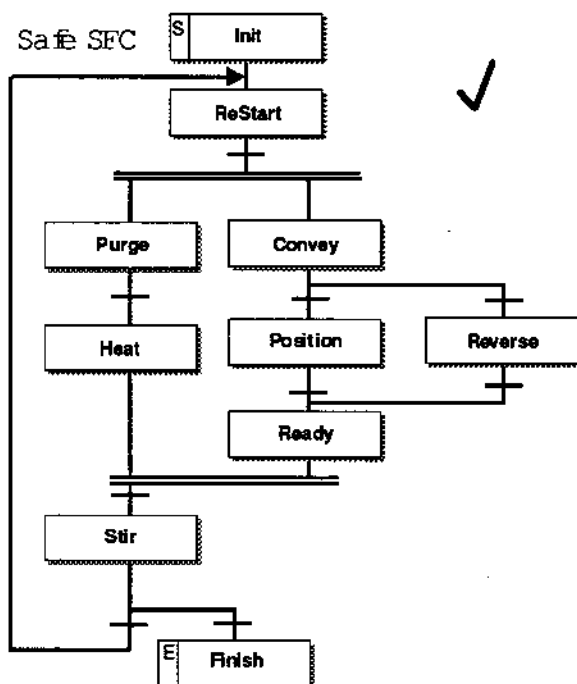 Safe SFC
S Init
ReStart
Purge Convey
Heat Position Reverse
Ready
Stir
E Finish